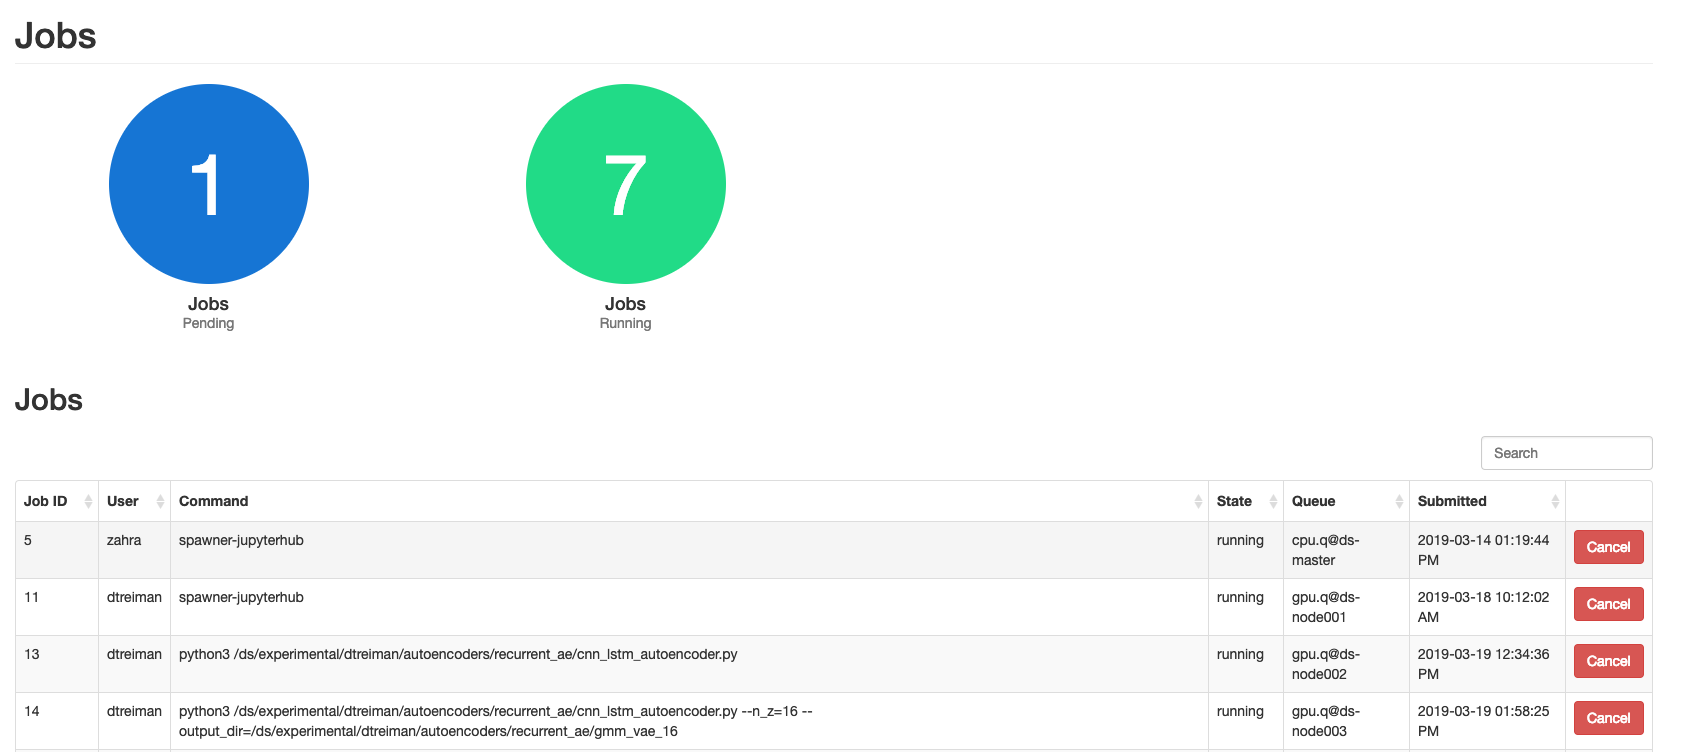 Jobs
1
7
Jobs
Pending
Jobs
Running
Jobs
Search
Job ID User Command State Queue Submitted
5 zahra spawner-jupyterhub running cpu.q@ds- 2019-03-14 01:19:44 Cancel
master PM
11 dtreiman spawner-jupyterhub running gpu.q@ds- 2019-03-18 10:12:02 Cancel
node001 AM
13 dtreiman python3 /ds/experimental/dtreiman/autoencoders/recurrent_ae/cnn_lstm_autoencoder.py running gpu.q@ds- 2019-03-19 12:34:36 Cancel
node002 PM
14 dtreiman python3 /ds/experimental/dtreiman/autoencoders/recurrent_ae/cnn_lstm_autoencoder.py --n_z=16 -- running gpu.q@ds- 2019-03-19 01:58:25 Cancel
output_dir=/ds/experimental/dtreiman/autoencoders/recurrent_ae/gmm_vae_16 node003 PM